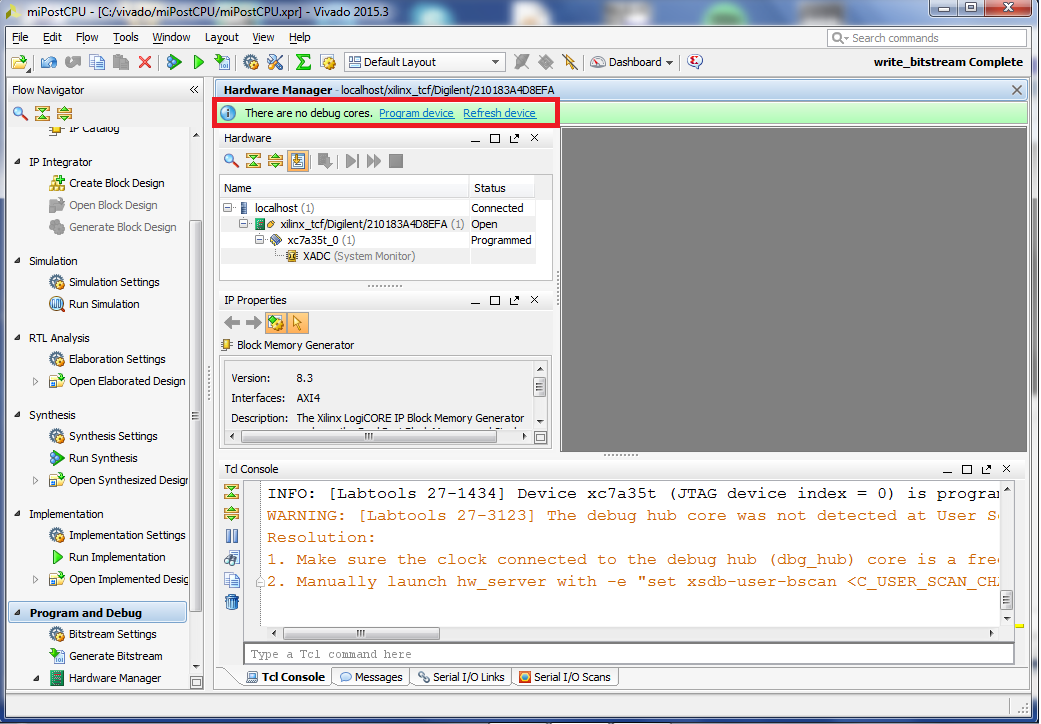 miPostCPU - [C:/vivado/miPostCPU/miPostCPU.xpr] - Vivado 2015.3
File Edit Flow Tools Window Layout View Help
Search commands
Default Layout
Dashboard
write_bitstream Complete
Flow Navigator
IP Catalog
IP Integrator
Create Block Design
Open Block Design
Generate Block Design
Simulation
Simulation Settings
Run Simulation
RTL Analysis
Elaboration Settings
Open Elaborated Design
Synthesis
Synthesis Settings
Run Synthesis
Open Synthesized Design
Implementation
Implementation Settings
Run Implementation
Open Implemented Desig
Program and Debug
Bitstream Settings
Generate Bitstream
Hardware Manager
Hardware Manager - localhost/xilinx_tcf/Digilent/210183A4D8EFA
There are no debug cores. Program device Refresh device
Hardware
Name Status
localhost (1) Connected
xilinx_tcf/Digilent/210183A4D8EFA (1) Open
xc7a35t_0 (1) Programmed
XADC (System Monitor)
IP Properties
Block Memory Generator
Version: 8.3
Interfaces: AXI4
Description: The Xilinx LogiCORE IP Block Memory Generator
Tcl Console
INFO: [Labtools 27-1434] Device xc7a35t (JTAG device index = 0) is progra
WARNING: [Labtools 27-3123] The debug hub core was not detected at User Sc
Resolution:
1. Make sure the clock connected to the debug hub (dbg_hub) core is a free
2. Manually launch hw_server with -e "set xsdb-user-bscan <C_USER_SCAN_CHA
Type a Tcl command here
Tcl Console Messages Serial I/O Links Serial I/O Scans